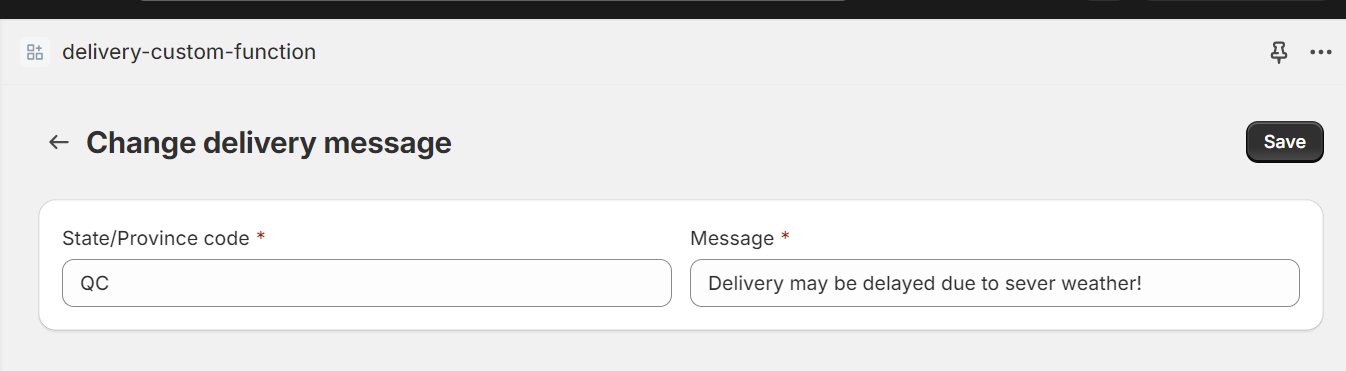 delivery-custom-function
Change delivery message
Save
State/Province code *
Message *
QC
Delivery may be delayed due to sever weather!